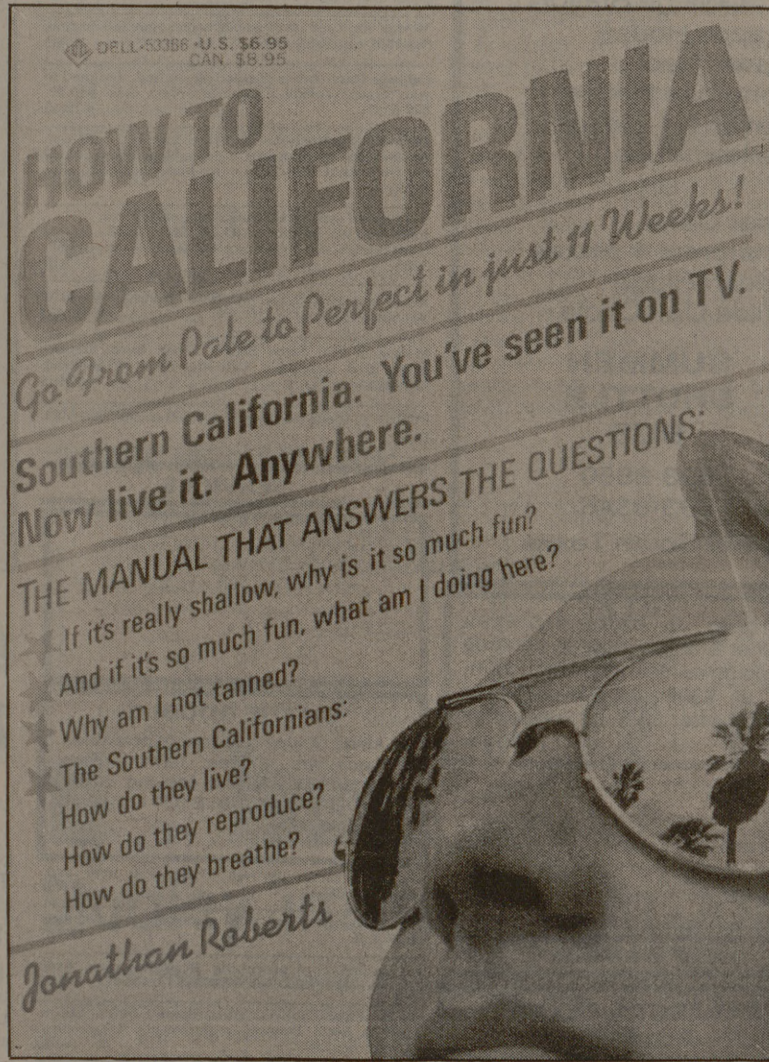 DELL•53386•U.S. $6.95
CAN. $8.95
HOW TO
CALIFORNIA
Go From Pale to Perfect in just 11 Weeks!
Southern California. You've seen it on TV.
Now live it. Anywhere.
THE MANUAL THAT ANSWERS THE QUESTIONS:
If it's really shallow, why is it so much fun?
And if it's so much fun, what am I doing here?
Why am I not tanned?
The Southern Californians:
How do they live?
How do they reproduce?
How do they breathe?
Jonathan Roberts